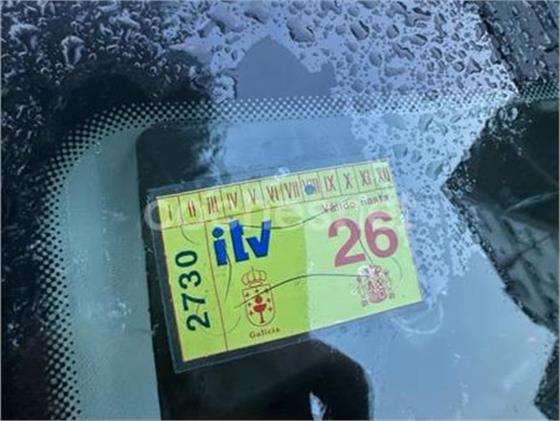 I II III IV V VI VII VIII IX X XI XII
Válido hasta
itv
26
2730
Galicia